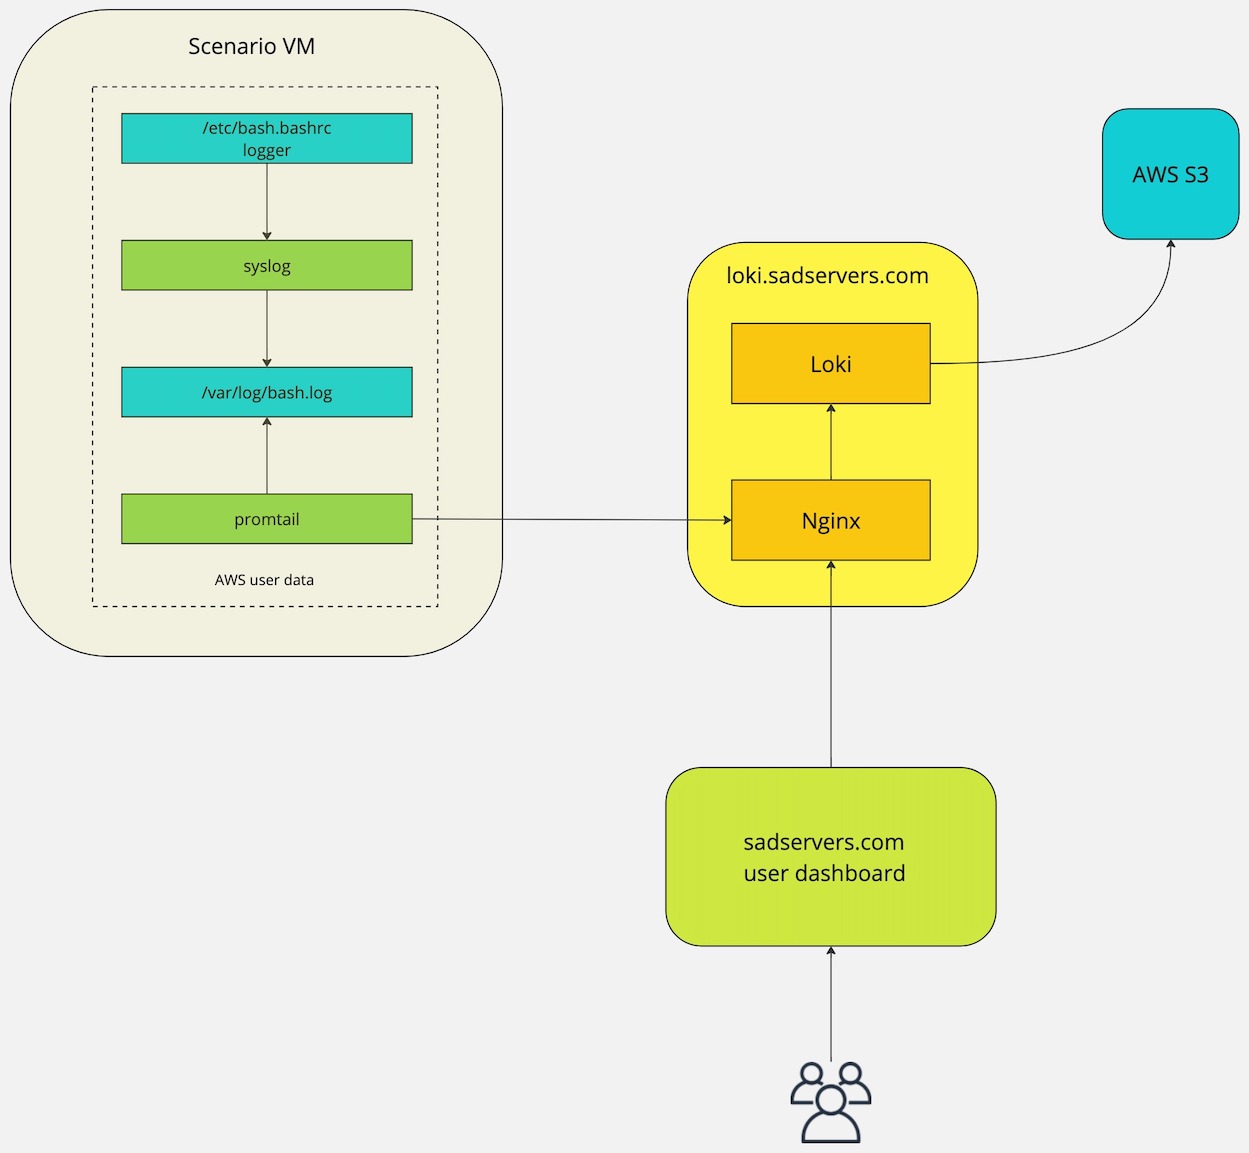 Scenario VM
/etc/bash.bashrc
logger
syslog
/var/log/bash.log
promtail
AWS user data
loki.sadservers.com
Loki
Nginx
AWS S3
sadservers.com
user dashboard